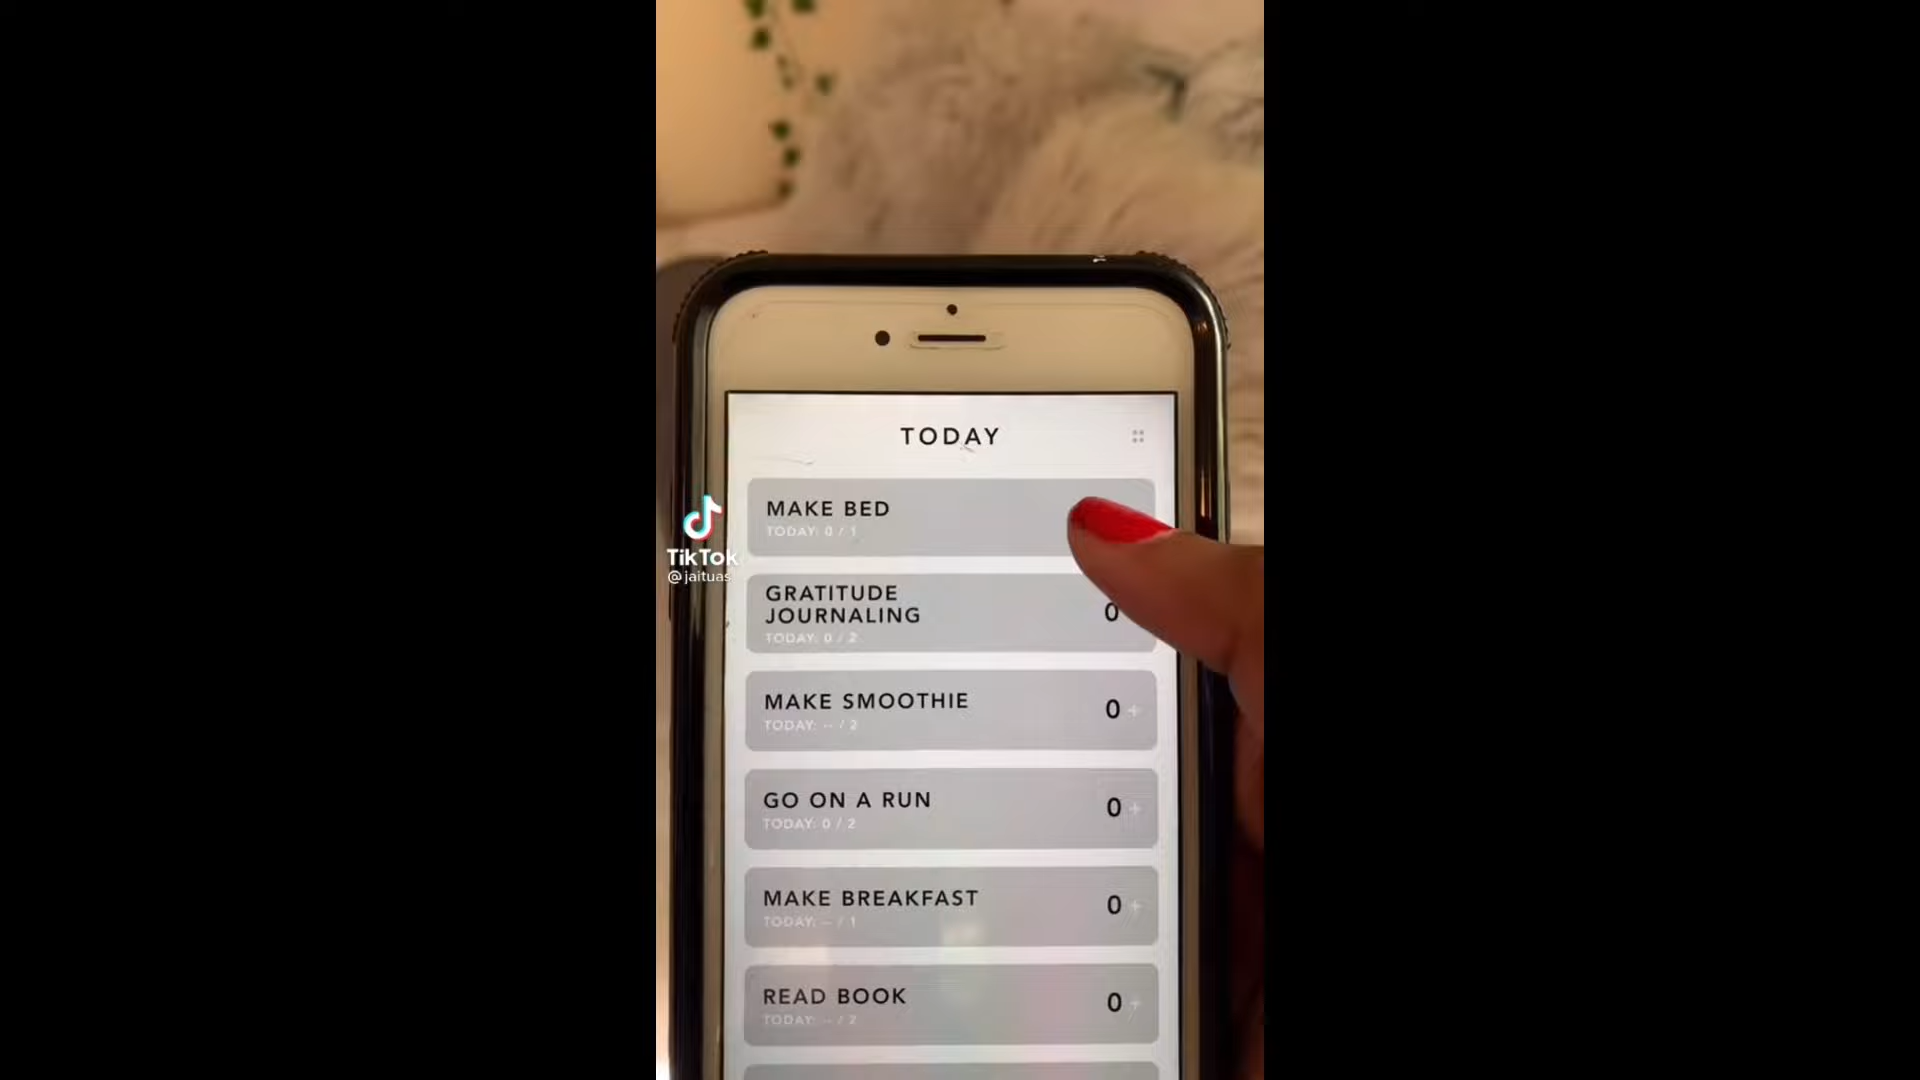 TODAY
MAKE BED
TODAY: 0 / 1
GRATITUDE
JOURNALING
TODAY: 0 / 2
0
MAKE SMOOTHIE
TODAY: -- / 2
0 +
GO ON A RUN
TODAY: 0 / 2
0 +
MAKE BREAKFAST
TODAY: -- / 1
0 +
READ BOOK
TODAY: -- / 2
0 +
TikTok
@jaituas